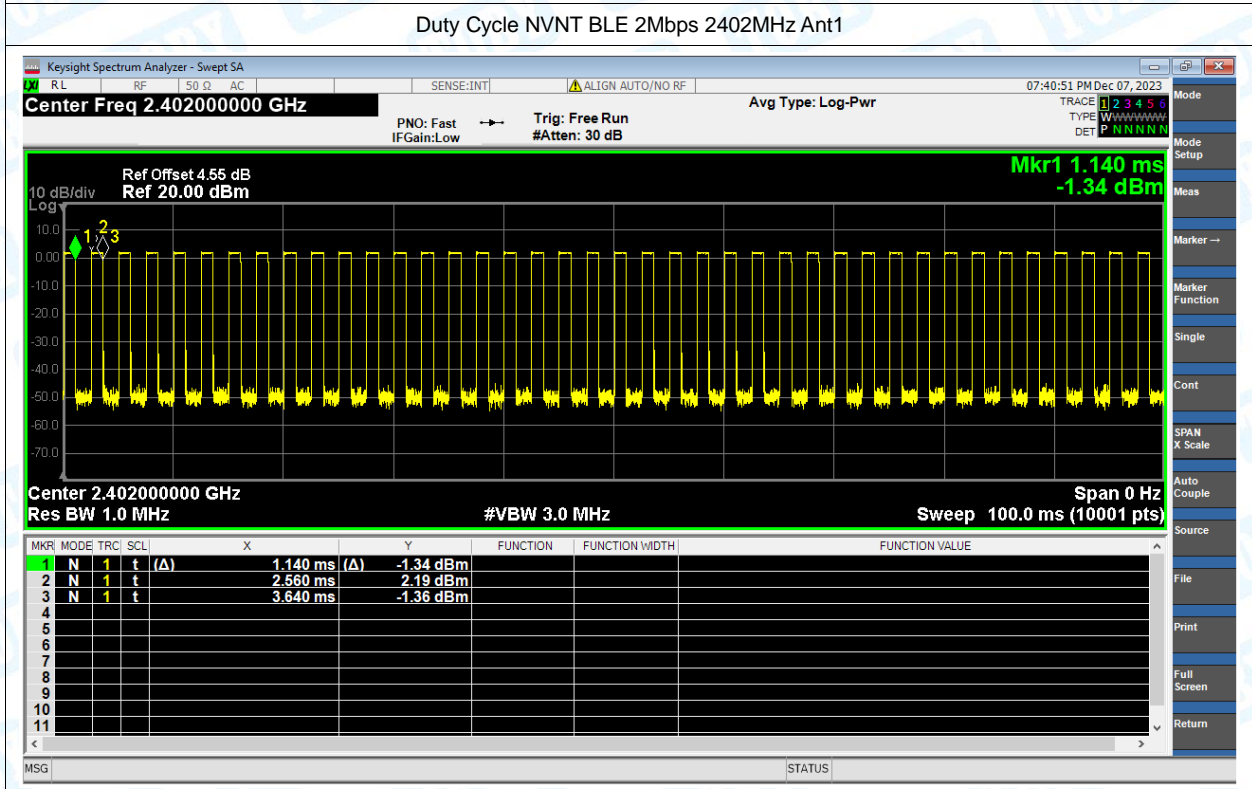 Duty Cycle NVNT BLE 2Mbps 2402MHz Ant1
Keysight Spectrum Analyzer - Swept SA
LXI RL RF 50 Ω AC SENSE:INT ALIGN AUTO/NO RF 07:40:51 PM Dec 07, 2023
Center Freq 2.402000000 GHz
PNO: Fast
IFGain:Low
Trig: Free Run
#Atten: 30 dB
Avg Type: Log-Pwr
TRACE 1 2 3 4 5 6
TYPE WWWWWWW
DET P N N N N N
Mkr1 1.140 ms
-1.34 dBm
Ref Offset 4.55 dB
10 dB/div Ref 20.00 dBm
Log
10.0
0.00
-10.0
-20.0
-30.0
-40.0
-50.0
-60.0
-70.0
1 2 3
Center 2.402000000 GHz Span 0 Hz
Res BW 1.0 MHz #VBW 3.0 MHz Sweep 100.0 ms (10001 pts)
MKR MODE TRC SCL X Y FUNCTION FUNCTION WIDTH FUNCTION VALUE
1 N 1 t (Δ) 1.140 ms (Δ) -1.34 dBm
2 N 1 t 2.560 ms 2.19 dBm
3 N 1 t 3.640 ms -1.36 dBm
4
5
6
7
8
9
10
11
MSG STATUS
Mode
Mode Setup
Meas
Marker →
Marker Function
Single
Cont
SPAN X Scale
Auto Couple
Source
File
Print
Full Screen
Return